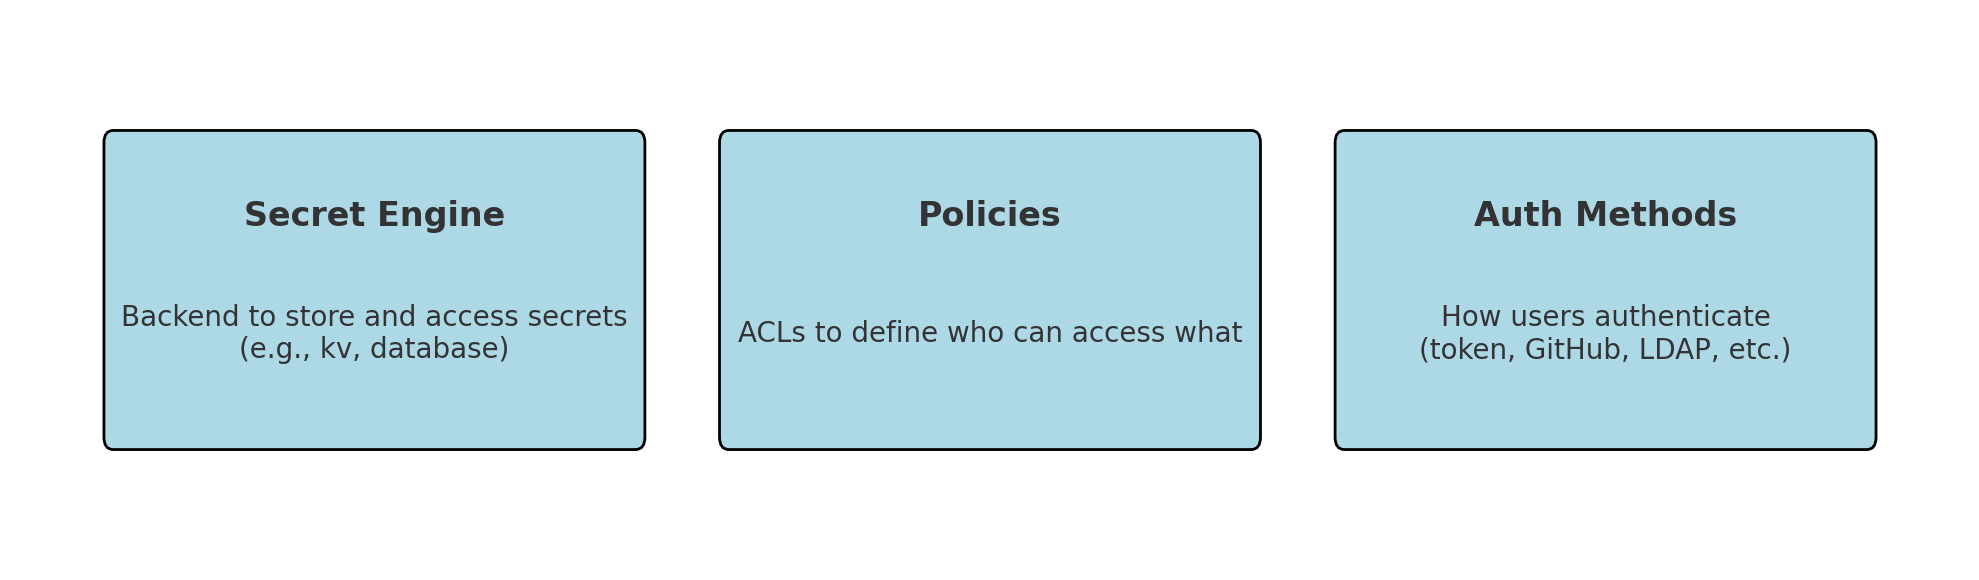 Secret Engine
Backend to store and access secrets
(e.g., kv, database)
Policies
ACLs to define who can access what
Auth Methods
How users authenticate
(token, GitHub, LDAP, etc.)